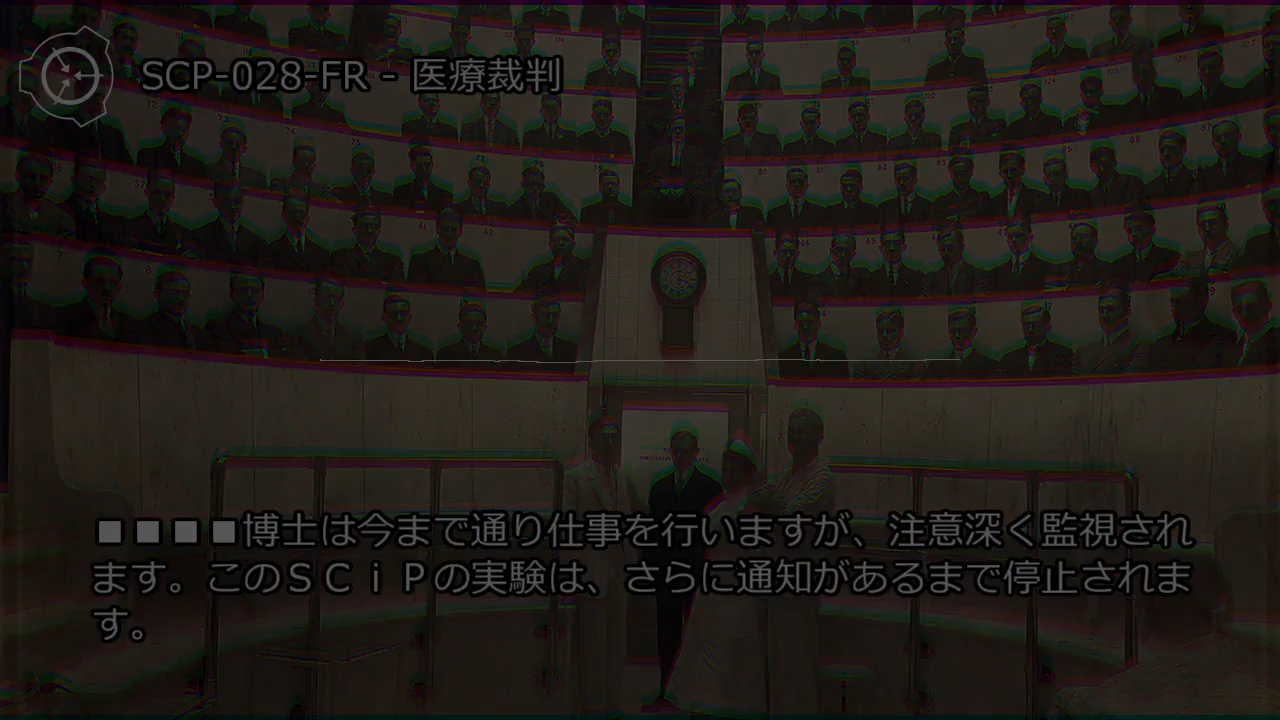 SCP-028-FR - 医療裁判
■■■■博士は今まで通り仕事を行いますが、注意深く監視され
ます。このＳＣｉＰの実験は、さらに通知があるまで停止されま
す。